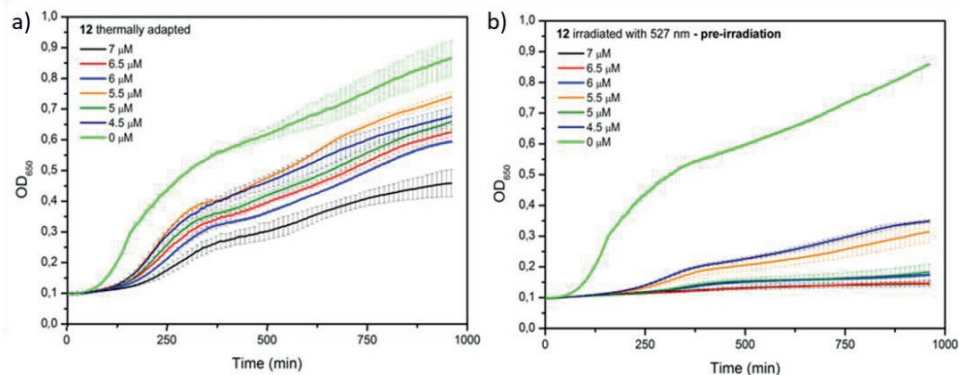 a)
12 thermally adapted
7 μM
6.5 μM
6 μM
5.5 μM
5 μM
4.5 μM
0 μM
1,0
0,9
0,8
0,7
0,6
0,5
0,4
0,3
0,2
0,1
0,0
OD650
0 250 500 750 1000
Time (min)
b)
12 irradiated with 527 nm - pre-irradiation
7 μM
6.5 μM
6 μM
5.5 μM
5 μM
4.5 μM
0 μM
1,0
0,9
0,8
0,7
0,6
0,5
0,4
0,3
0,2
0,1
0,0
OD650
0 250 500 750 1000
Time (min)